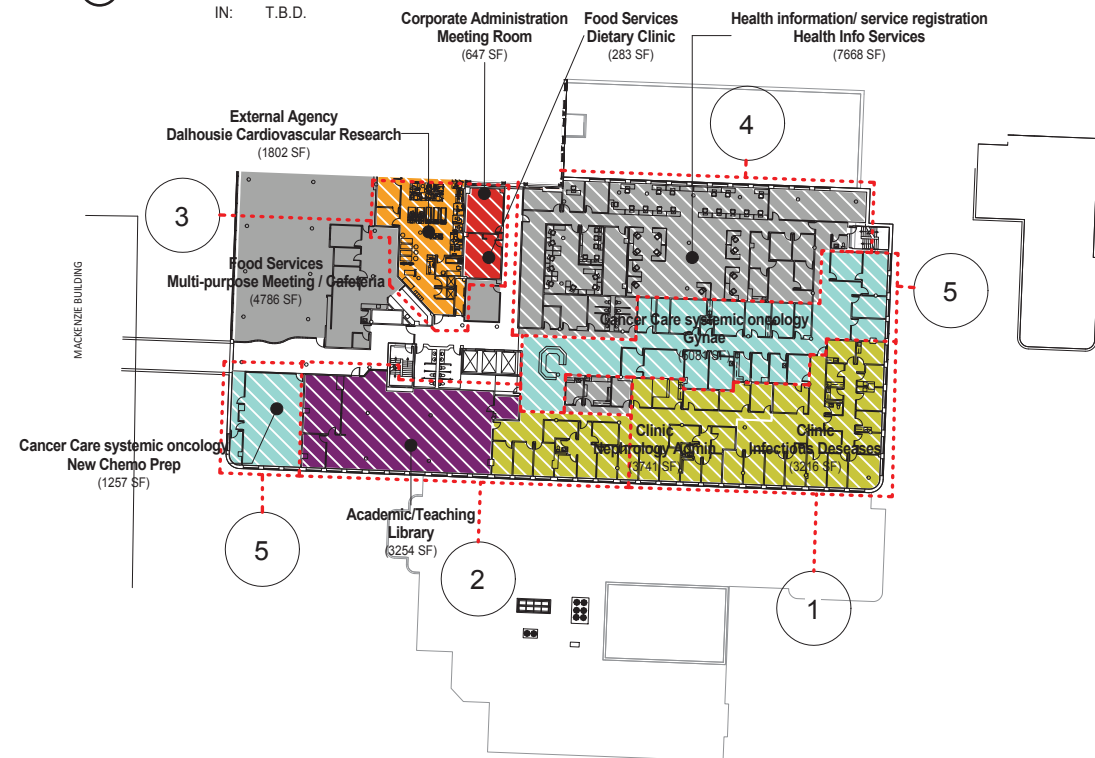 IN: T.B.D.
Corporate Administration
Meeting Room
(647 SF)
Food Services
Dietary Clinic
(283 SF)
Health information/ service registration
Health Info Services
(7668 SF)
External Agency
Dalhousie Cardiovascular Research
(1802 SF)
4
3
Food Services
Multi-purpose Meeting / Cafeteria
(4786 SF)
MACKENZIE BUILDING
5
Cancer Care systemic oncology
Gynae
Clinic
Nephrology Admin
(3741 SF)
Clinic
Infectious Deseases
(3216 SF)
Cancer Care systemic oncology
New Chemo Prep
(1257 SF)
Academic/Teaching
Library
(3254 SF)
5
2
1